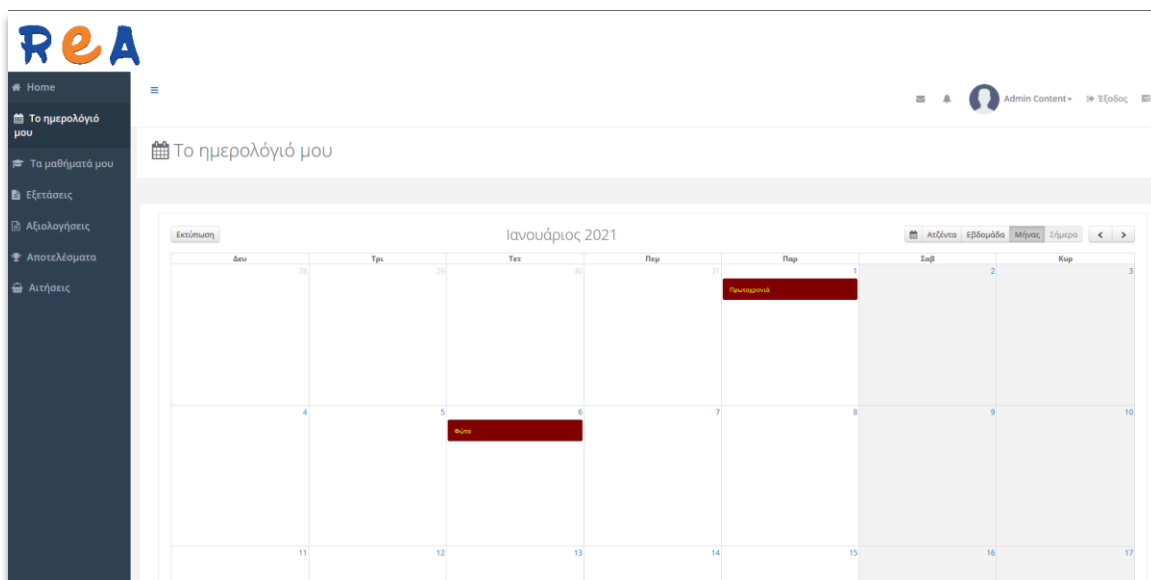 ReA
Home
Το ημερολόγιό
μου
Τα μαθήματά μου
Εξετάσεις
Αξιολογήσεις
Αποτελέσματα
Αιτήσεις
Admin Content
Έξοδος
Το ημερολόγιό μου
Εκτύπωση
Ιανουάριος 2021
Ατζέντα Εβδομάδα Μήνας Σήμερα
Δευ Τρι Τετ Πεμ Παρ Σαβ Κυρ
28 29 30 31 1 2 3
Πρωτοχρονιά
4 5 6 7 8 9 10
Φώτα
11 12 13 14 15 16 17